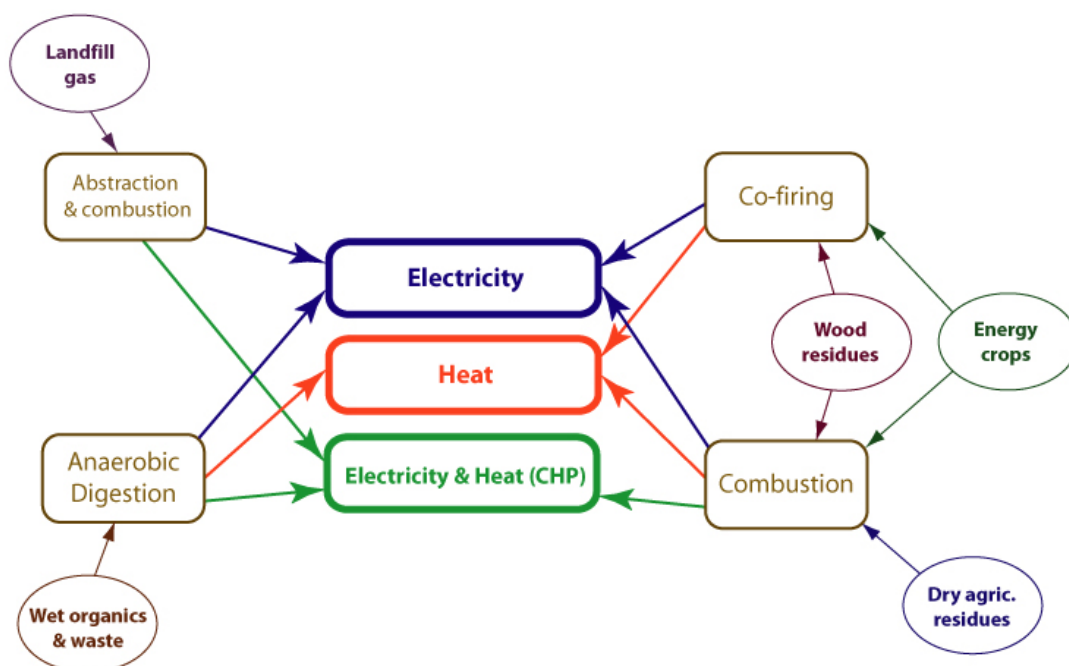 Landfill
gas
Abstraction
& combustion
Co-firing
Electricity
Wood
residues
Energy
crops
Heat
Anaerobic
Digestion
Electricity & Heat (CHP)
Combustion
Wet organics
& waste
Dry agric.
residues